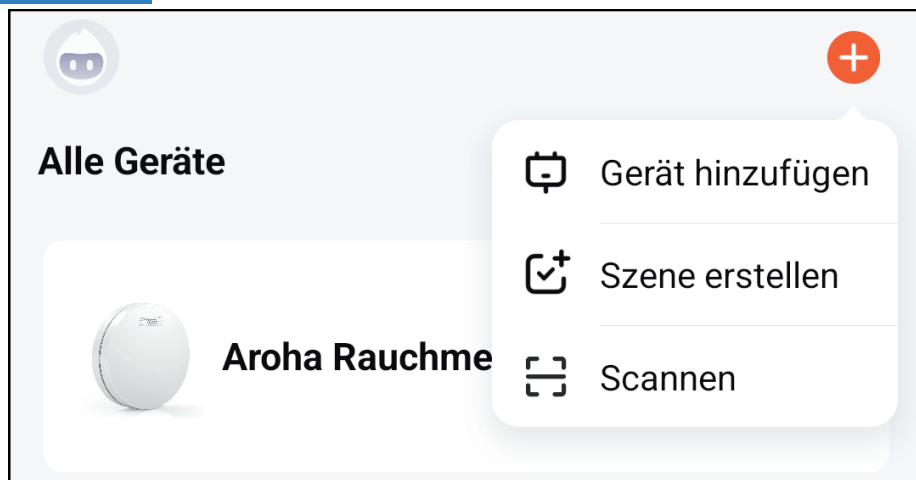 Alle Geräte
Gerät hinzufügen
Szene erstellen
Aroha Rauchme
Scannen